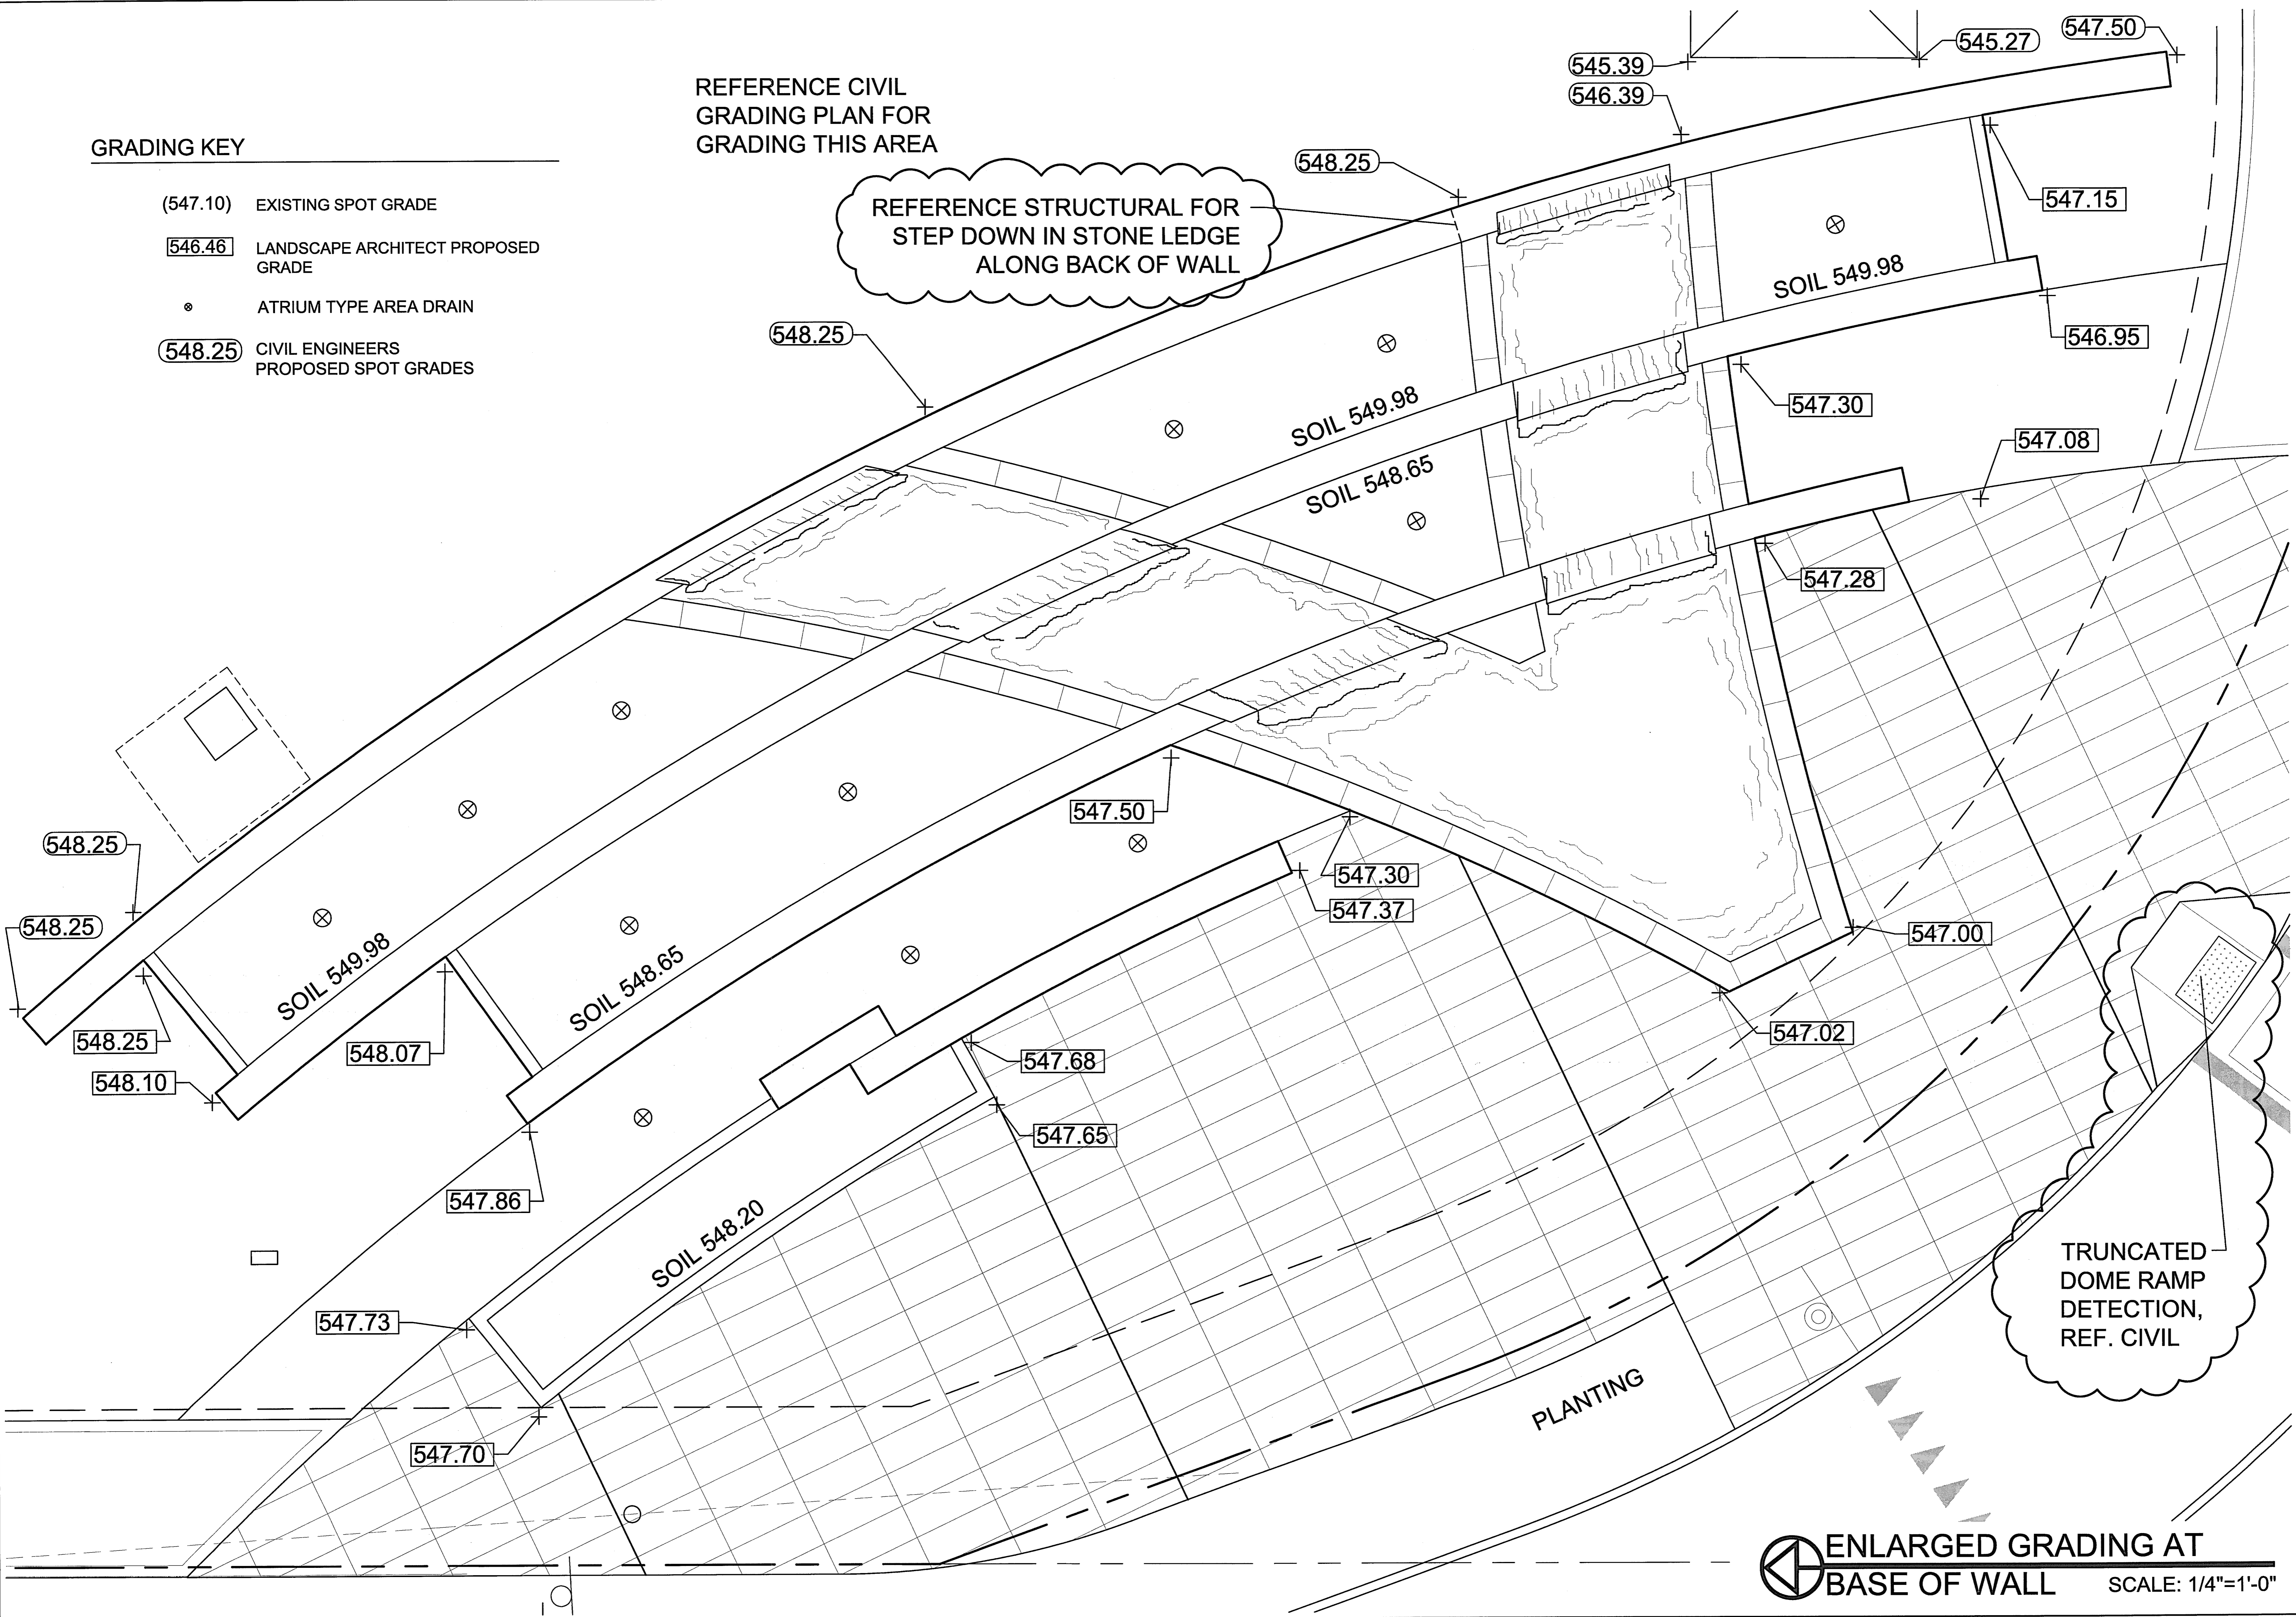 GRADING KEY
(547.10) EXISTING SPOT GRADE
546.46 LANDSCAPE ARCHITECT PROPOSED
GRADE
ATRIUM TYPE AREA DRAIN
548.25 CIVIL ENGINEERS
PROPOSED SPOT GRADES
REFERENCE CIVIL
GRADING PLAN FOR
GRADING THIS AREA
REFERENCE STRUCTURAL FOR
STEP DOWN IN STONE LEDGE
ALONG BACK OF WALL
547.50
545.27
545.39
546.39
548.25
547.15
SOIL 549.98
548.25
546.95
547.30
SOIL 549.98
547.08
SOIL 548.65
547.28
547.50
548.25
547.30
547.37
548.25
547.00
SOIL 549.98
SOIL 548.65
547.02
548.25
548.07
547.68
548.10
547.65
547.86
SOIL 548.20
TRUNCATED
DOME RAMP
DETECTION,
REF. CIVIL
547.73
PLANTING
547.70
ENLARGED GRADING AT
BASE OF WALL
SCALE: 1/4"=1'-0"